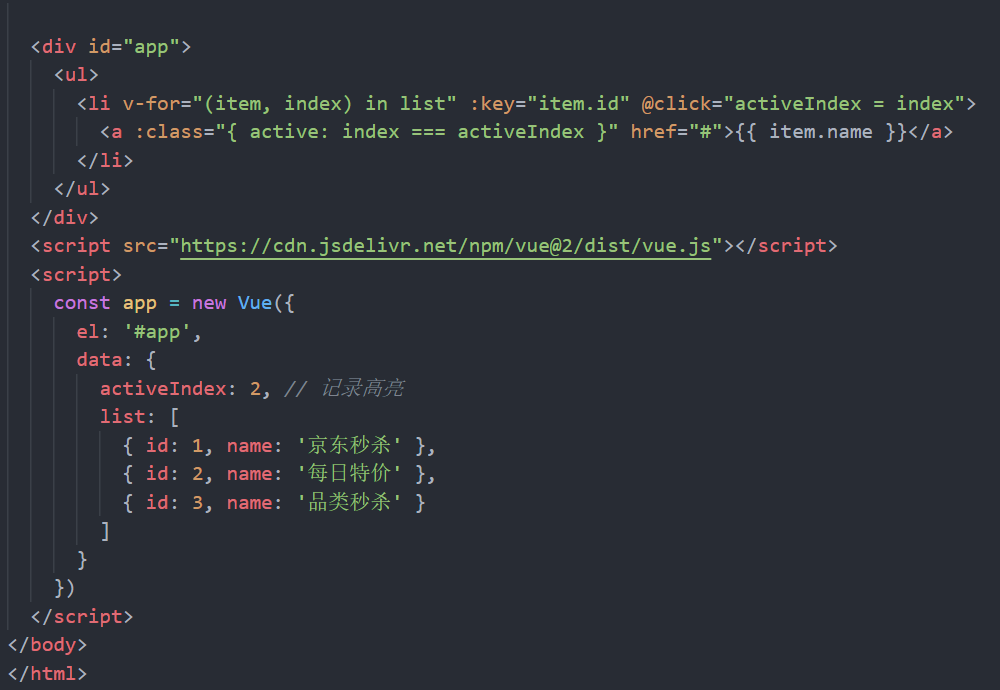 <div id="app">
<ul>
<li v-for="(item, index) in list" :key="item.id" @click="activeIndex = index">
<a :class="{ active: index === activeIndex }" href="#">{{ item.name }}</a>
</li>
</ul>
</div>
<script src="https://cdn.jsdelivr.net/npm/vue@2/dist/vue.js"></script>
<script>
const app = new Vue({
el: '#app',
data: {
activeIndex: 2, // 记录高亮
list: [
{ id: 1, name: '京东秒杀' },
{ id: 2, name: '每日特价' },
{ id: 3, name: '品类秒杀' }
]
}
})
</script>
</body>
</html>